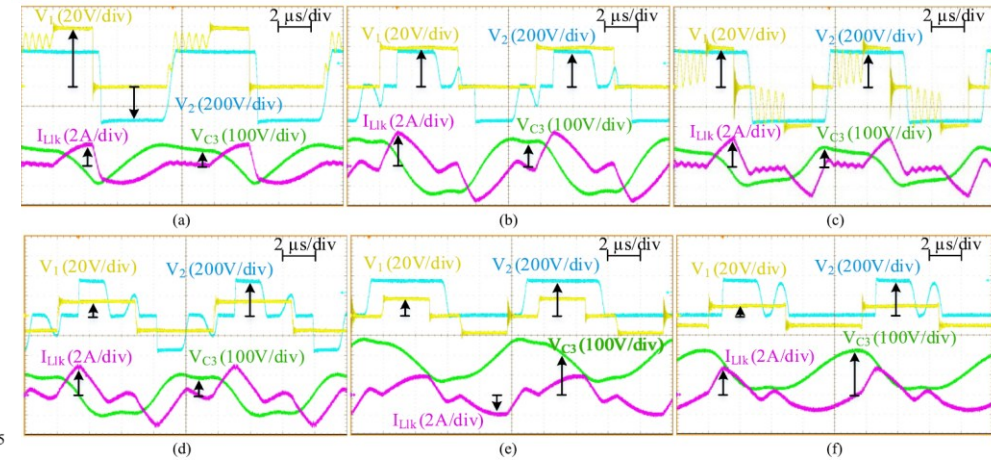 2 μs/div 2 μs/div 2 μs/div
V1(20V/div) V1(20V/div) V2(200V/div) V1(20V/div) V2(200V/div)
V2(200V/div)
ILlk(2A/div) VC3(100V/div) ILlk(2A/div) VC3(100V/div) ILlk(2A/div) VC3(100V/div)
(a) (b) (c)
2 μs/div 2 μs/div 2 μs/div
V1(20V/div) V2(200V/div) V1(20V/div) V2(200V/div) V1(20V/div) V2(200V/div)
ILlk(2A/div) VC3(100V/div) VC3(100V/div) ILlk(2A/div) VC3(100V/div)
ILlk(2A/div)
5
(d) (e) (f)